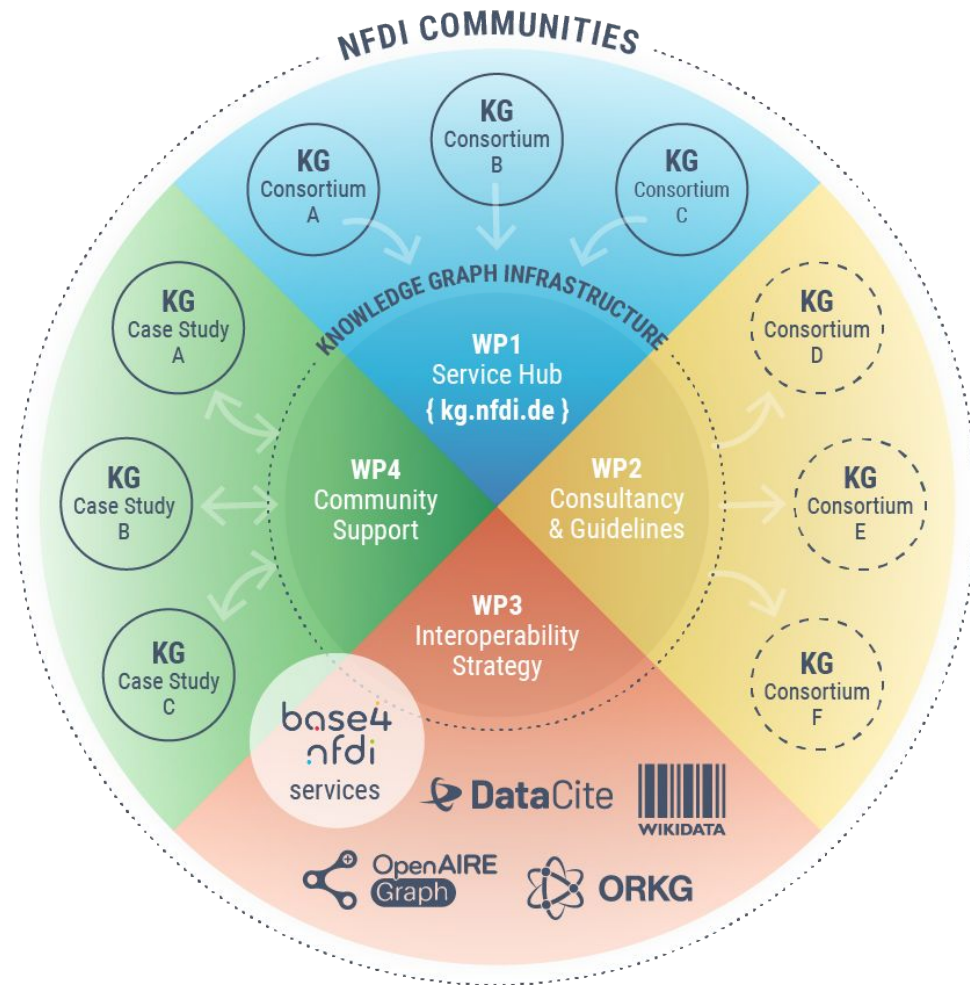 NFDI COMMUNITIES
KG
Consortium
A
KG
Consortium
B
KG
Consortium
C
KNOWLEDGE GRAPH INFRASTRUCTURE
WP1
Service Hub
{ kg.nfdi.de }
KG
Case Study
A
KG
Case Study
B
KG
Case Study
C
WP4
Community
Support
WP2
Consultancy
& Guidelines
KG
Consortium
D
KG
Consortium
E
KG
Consortium
F
WP3
Interoperability
Strategy
base4
nfdi
services
DataCite
WIKIDATA
OpenAIRE
Graph
ORKG